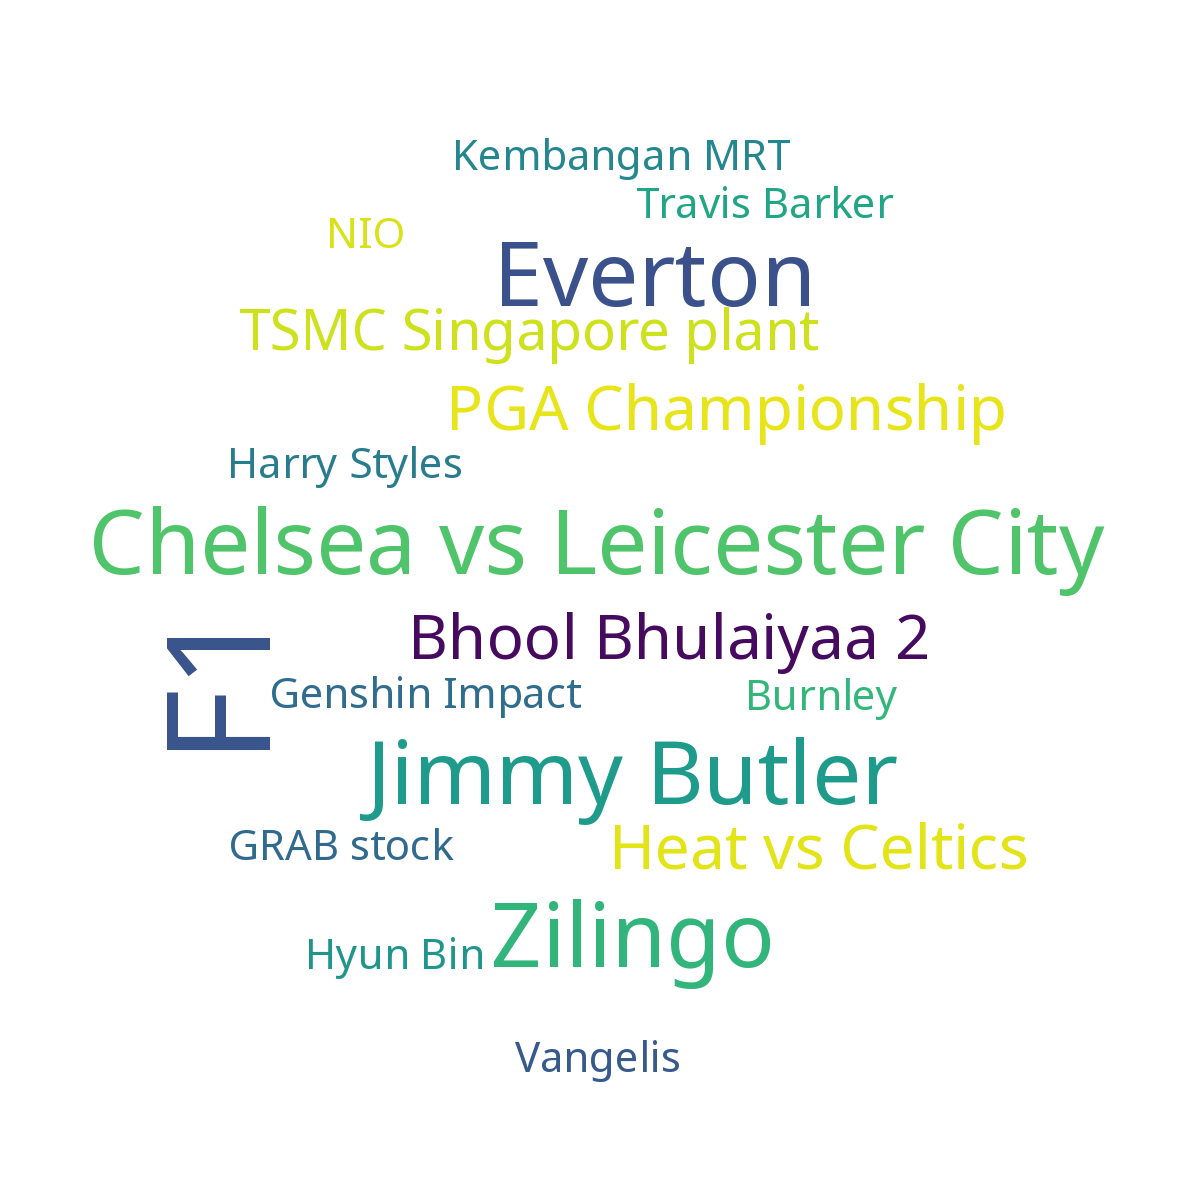 Kembangan MRT
Travis Barker
NIO
Everton
TSMC Singapore plant
PGA Championship
Harry Styles
Chelsea vs Leicester City
Bhool Bhulaiyaa 2
F1
Genshin Impact
Burnley
Jimmy Butler
GRAB stock
Heat vs Celtics
Zilingo
Hyun Bin
Vangelis